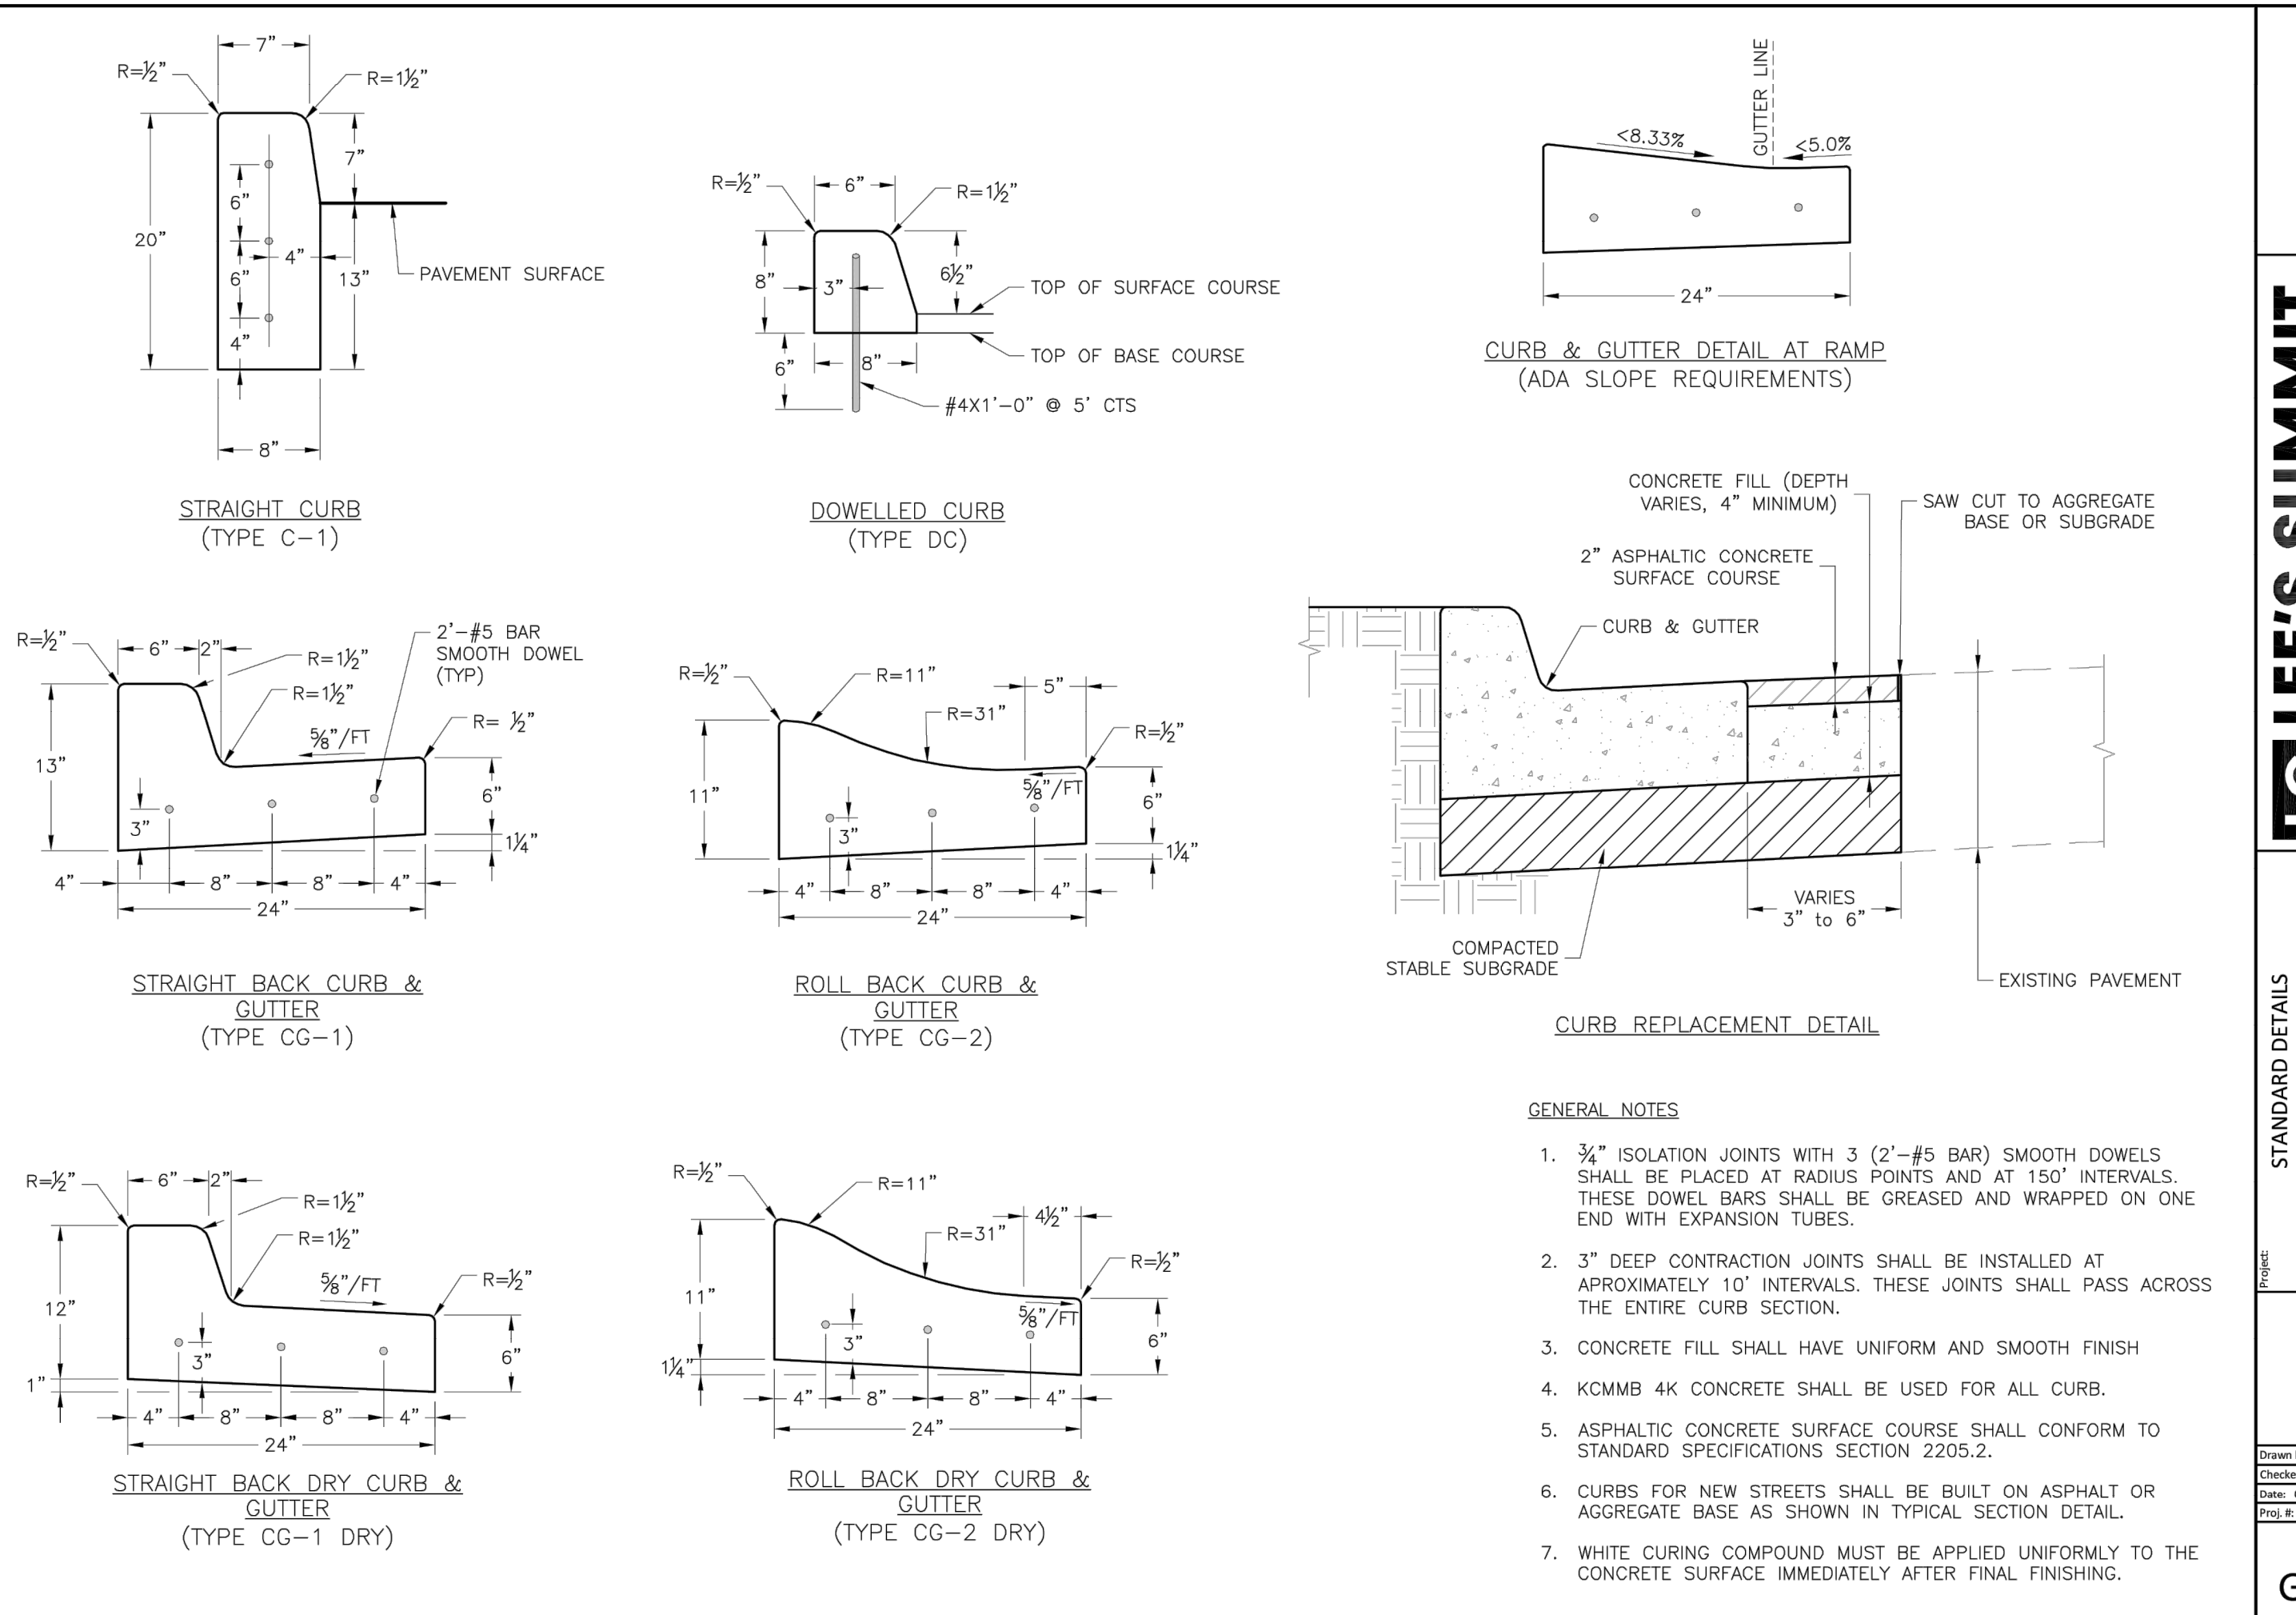 7”
R=½”
R=1½”
7”
6”
20”
4”
6”
13”
PAVEMENT SURFACE
4”
8”
STRAIGHT CURB
(TYPE C–1)
R=½”
6”
R=1½”
8”
3”
6½”
TOP OF SURFACE COURSE
TOP OF BASE COURSE
6”
8”
#4X1’–0” @ 5’ CTS
DOWELLED CURB
(TYPE DC)
GUTTER LINE
<8.33%
<5.0%
24”
CURB & GUTTER DETAIL AT RAMP
(ADA SLOPE REQUIREMENTS)
R=½”
6”
2”
R=1½”
R=1½”
2’–#5 BAR
SMOOTH DOWEL
(TYP)
R= ½”
⅝”/FT
13”
3”
6”
1¼”
4”
8”
8”
4”
24”
STRAIGHT BACK CURB &
GUTTER
(TYPE CG–1)
R=½”
R=11”
5”
R=31”
R=½”
11”
⅝”/FT
6”
3”
1¼”
4”
8”
8”
4”
24”
ROLL BACK CURB &
GUTTER
(TYPE CG–2)
CONCRETE FILL (DEPTH
VARIES, 4” MINIMUM)
SAW CUT TO AGGREGATE
BASE OR SUBGRADE
2” ASPHALTIC CONCRETE
SURFACE COURSE
CURB & GUTTER
VARIES
3” to 6”
COMPACTED
STABLE SUBGRADE
EXISTING PAVEMENT
CURB REPLACEMENT DETAIL
R=½”
6”
2”
R=1½”
R=1½”
⅝”/FT
R=½”
12”
3”
6”
1”
4”
8”
8”
4”
24”
STRAIGHT BACK DRY CURB &
GUTTER
(TYPE CG–1 DRY)
R=½”
R=11”
4½”
R=31”
R=½”
11”
⅝”/FT
3”
6”
1¼”
4”
8”
8”
4”
24”
ROLL BACK DRY CURB &
GUTTER
(TYPE CG–2 DRY)
GENERAL NOTES
1. ¾” ISOLATION JOINTS WITH 3 (2’–#5 BAR) SMOOTH DOWELS
SHALL BE PLACED AT RADIUS POINTS AND AT 150’ INTERVALS.
THESE DOWEL BARS SHALL BE GREASED AND WRAPPED ON ONE
END WITH EXPANSION TUBES.
2. 3” DEEP CONTRACTION JOINTS SHALL BE INSTALLED AT
APROXIMATELY 10’ INTERVALS. THESE JOINTS SHALL PASS ACROSS
THE ENTIRE CURB SECTION.
3. CONCRETE FILL SHALL HAVE UNIFORM AND SMOOTH FINISH
4. KCMMB 4K CONCRETE SHALL BE USED FOR ALL CURB.
5. ASPHALTIC CONCRETE SURFACE COURSE SHALL CONFORM TO
STANDARD SPECIFICATIONS SECTION 2205.2.
6. CURBS FOR NEW STREETS SHALL BE BUILT ON ASPHALT OR
AGGREGATE BASE AS SHOWN IN TYPICAL SECTION DETAIL.
7. WHITE CURING COMPOUND MUST BE APPLIED UNIFORMLY TO THE
CONCRETE SURFACE IMMEDIATELY AFTER FINAL FINISHING.
LEE'S SUMMIT
STANDARD DETAILS
Project:
Drawn
Date:
Proj. #: